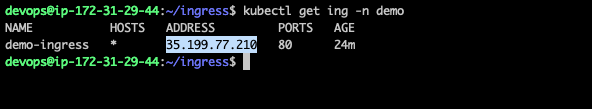 devops@ip-172-31-29-44:~/ingress$ kubectl get ing -n demo
NAME HOSTS ADDRESS PORTS AGE
demo-ingress * 35.199.77.210 80 24m
devops@ip-172-31-29-44:~/ingress$